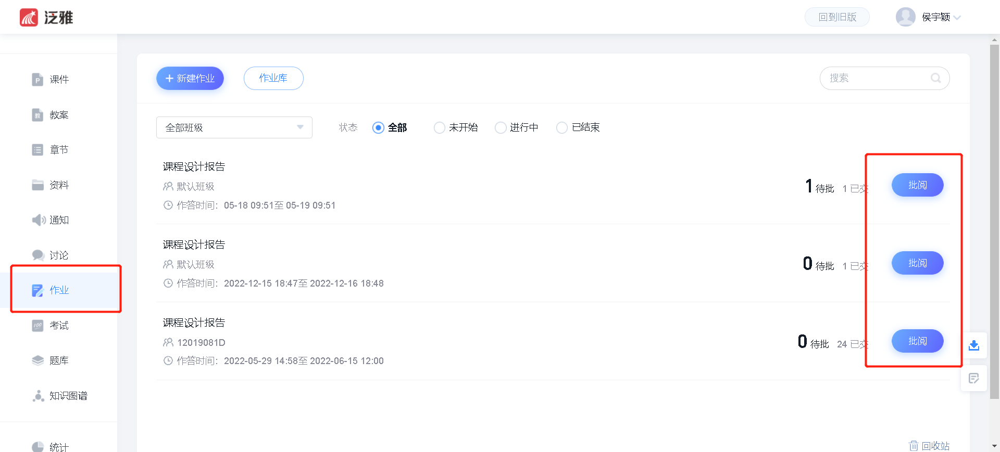 泛雅
回到旧版
侯宇颖
课件
教案
章节
资料
通知
讨论
作业
考试
题库
知识图谱
统计
+ 新建作业
作业库
搜索
全部班级
状态 全部 未开始 进行中 已结束
课程设计报告
默认班级
作答时间：05-18 09:51至 05-19 09:51
1 待批 1 已交
批阅
课程设计报告
默认班级
作答时间：2022-12-15 18:47至 2022-12-16 18:48
0 待批 1 已交
批阅
课程设计报告
12019081D
作答时间：2022-05-29 14:58至 2022-06-15 12:00
0 待批 24 已交
批阅
回收站